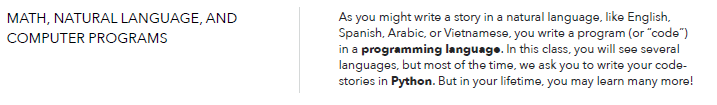 MATH, NATURAL LANGUAGE, AND
COMPUTER PROGRAMS
As you might write a story in a natural language, like English,
Spanish, Arabic, or Vietnamese, you write a program (or "code")
in a programming language. In this class, you will see several
languages, but most of the time, we ask you to write your code-
stories in Python. But in your lifetime, you may learn many more!